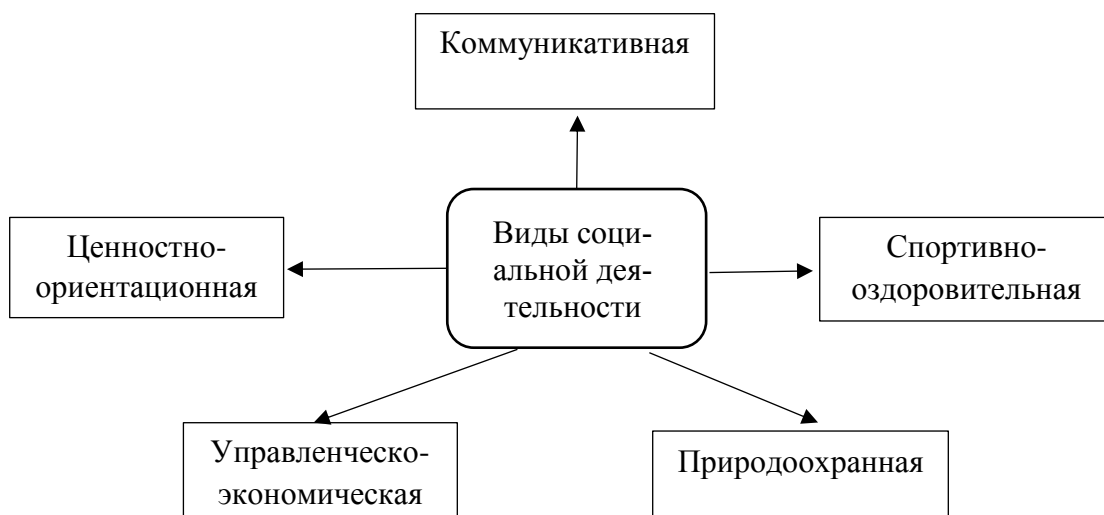 Коммуникативная
Ценностно-
ориентационная
Виды соци-
альной дея-
тельности
Спортивно-
оздоровительная
Управленческо-
экономическая
Природоохранная